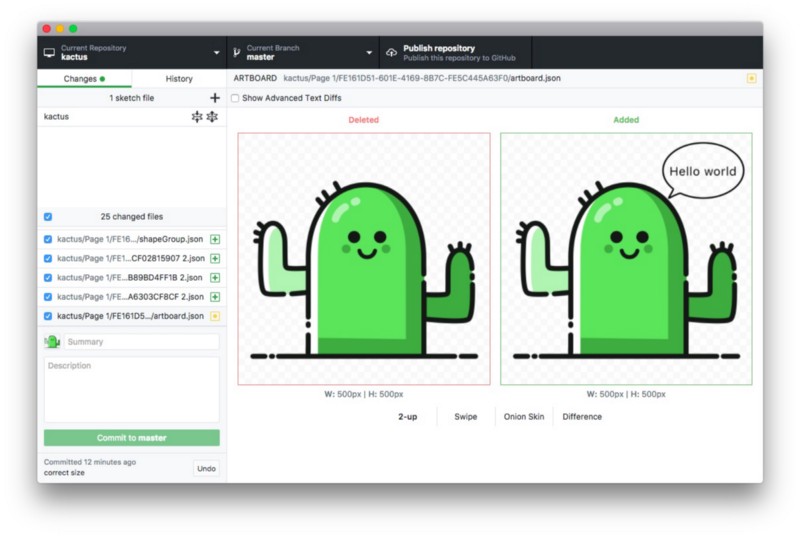 Current Repository
kactus
Current Branch
master
Publish repository
Publish this repository to GitHub
Changes
History
ARTBOARD kactus/Page 1/FE161D51-601E-4169-8B7C-FE5C445A63F0/artboard.json
1 sketch file
Show Advanced Text Diffs
kactus
Deleted
Added
Hello world
25 changed files
kactus/Page 1/FE16.../shapeGroup.json
kactus/Page 1/FE1...CF02815907 2.json
kactus/Page 1/FE...B89BD4FF1B 2.json
kactus/Page 1/FE...A6303CF8CF 2.json
kactus/Page 1/FE161D5.../artboard.json
Summary
Description
W: 500px | H: 500px
W: 500px | H: 500px
2-up
Swipe
Onion Skin
Difference
Commit to master
Committed 12 minutes ago
correct size
Undo